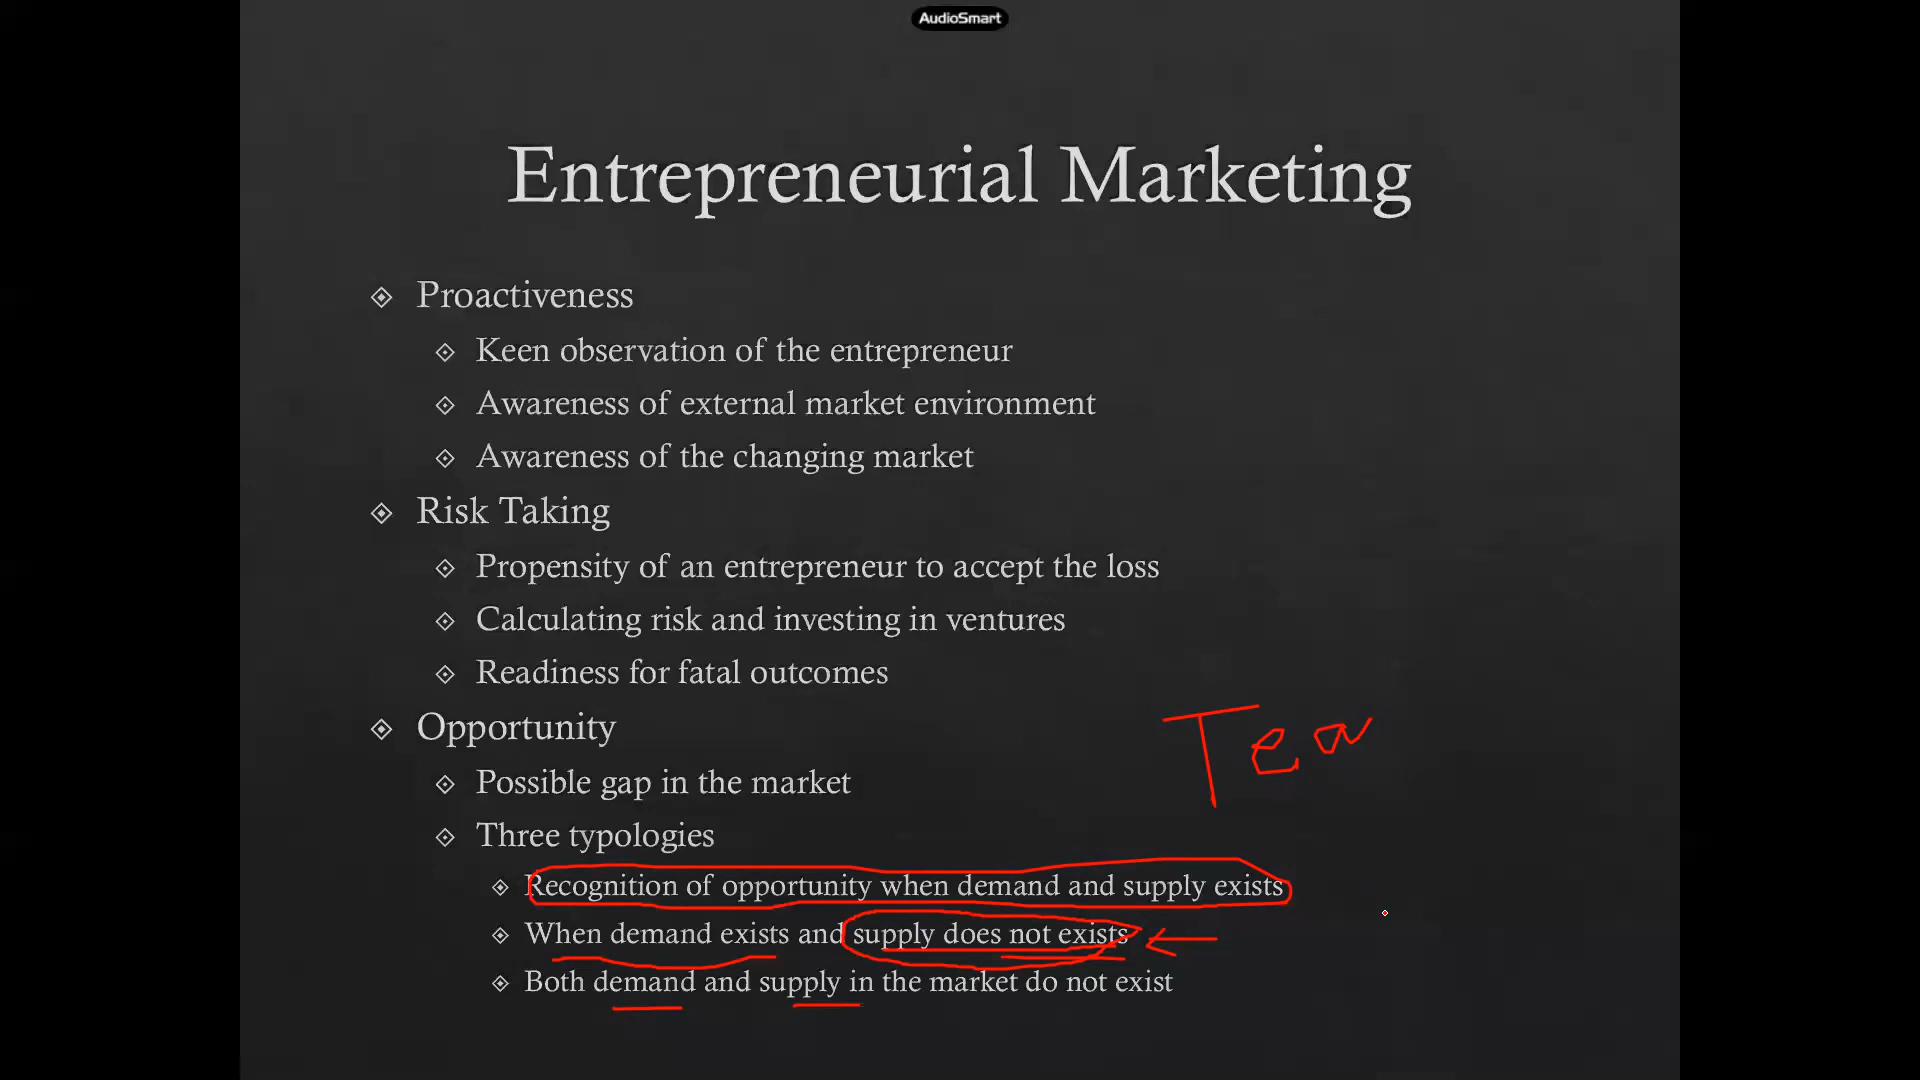 AudioSmart
Entrepreneurial Marketing
Proactiveness
Keen observation of the entrepreneur
Awareness of external market environment
Awareness of the changing market
Risk Taking
Propensity of an entrepreneur to accept the loss
Calculating risk and investing in ventures
Readiness for fatal outcomes
Opportunity
Tea
Possible gap in the market
Three typologies
Recognition of opportunity when demand and supply exists
When demand exists and supply does not exists
Both demand and supply in the market do not exist